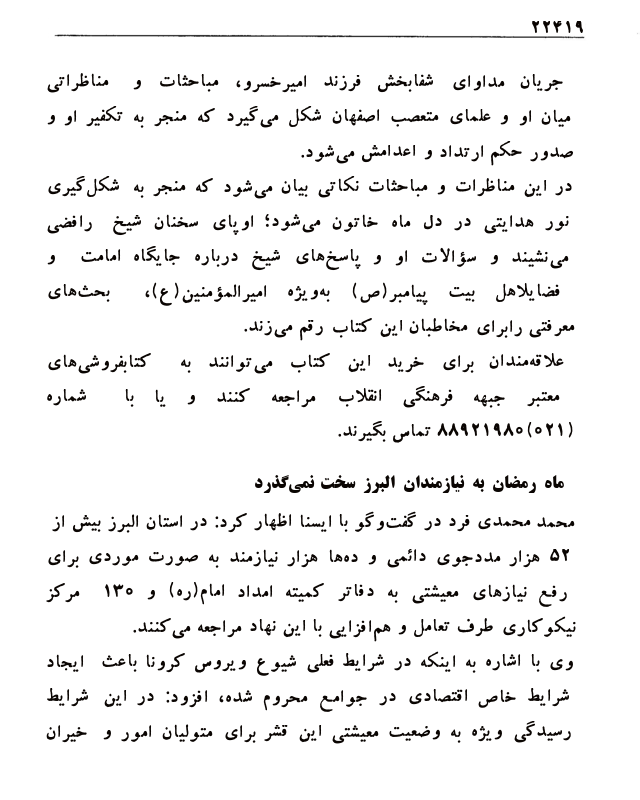 ۲۲۴۱۹
جریان مداوای شفابخش فرزند امیرخسرو، مباحثات و مناظراتی
میان او و علمای متعصب اصفهان شکل می‌گیرد که منجر به تکفیر او و
صدور حکم ارتداد و اعدامش می‌شود.
در این مناظرات و مباحثات نکاتی بیان می‌شود که منجر به شکل‌گیری
نور هدایتی در دل ماه خاتون می‌شود؛ اوپای سخنان شیخ رافضی
می‌نشیند و سؤالات او و پاسخ‌های شیخ درباره جایگاه امامت و
فضایلاهل بیت پیامبر(ص) به‌ویژه امیرالمؤمنین(ع)، بحث‌های
معرفتی رابرای مخاطبان این کتاب رقم می‌زند.
علاقه‌مندان برای خرید این کتاب می‌توانند به کتابفروشی‌های
معتبر جبهه فرهنگی انقلاب مراجعه کنند و یا با شماره
(۰۲۱)۸۸۹۲۱۹۸۰ تماس بگیرند.
ماه رمضان به نیازمندان البرز سخت نمی‌گذرد
محمد محمدی فرد در گفت‌وگو با ایسنا اظهار کرد: در استان البرز بیش از
۵۲ هزار مددجوی دائمی و ده‌ها هزار نیازمند به صورت موردی برای
رفع نیازهای معیشتی به دفاتر کمیته امداد امام(ره) و ۱۳۰ مرکز
نیکوکاری طرف تعامل و هم‌افزایی با این نهاد مراجعه می‌کنند.
وی با اشاره به اینکه در شرایط فعلی شیوع ویروس کرونا باعث ایجاد
شرایط خاص اقتصادی در جوامع محروم شده، افزود: در این شرایط
رسیدگی ویژه به وضعیت معیشتی این قشر برای متولیان امور و خیران